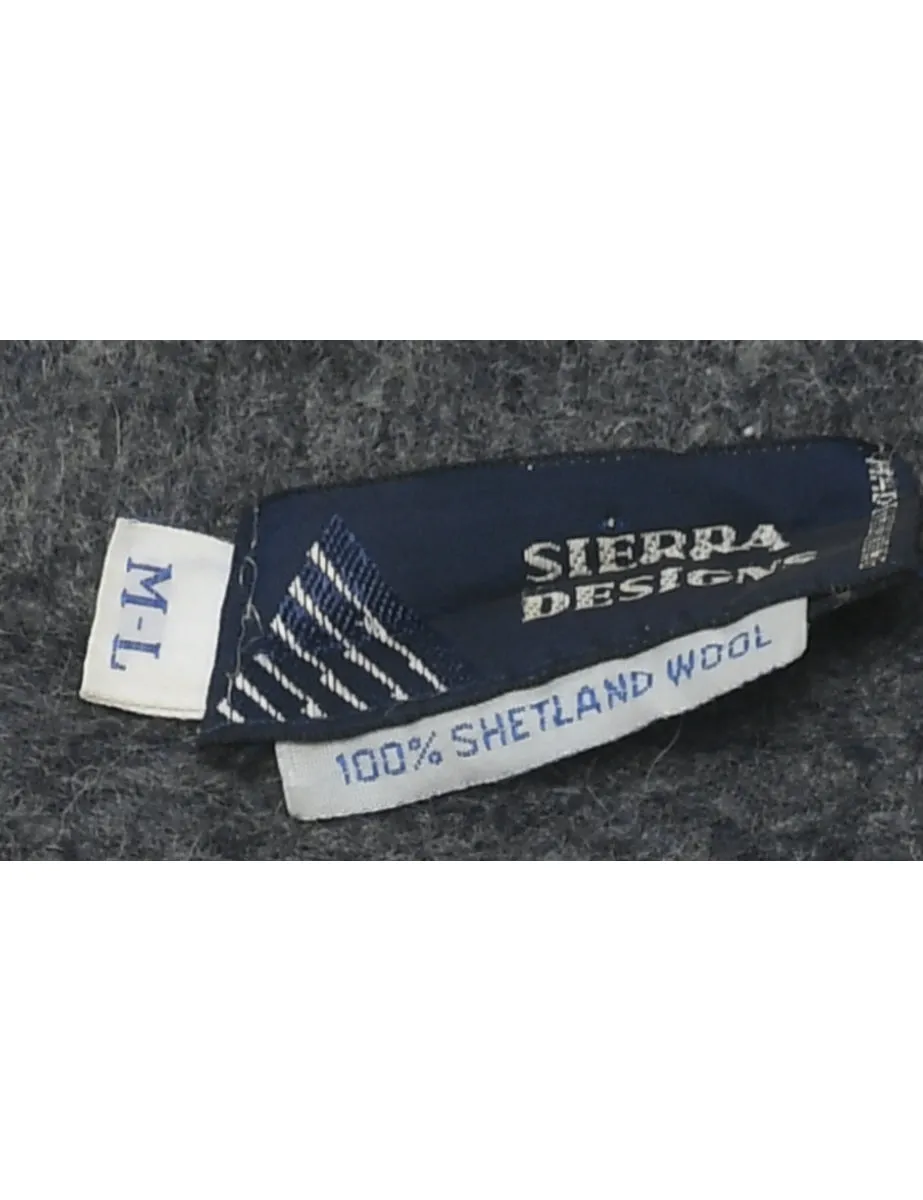 M-L
SIERRA
DESIGNS
100% SHETLAND WOOL